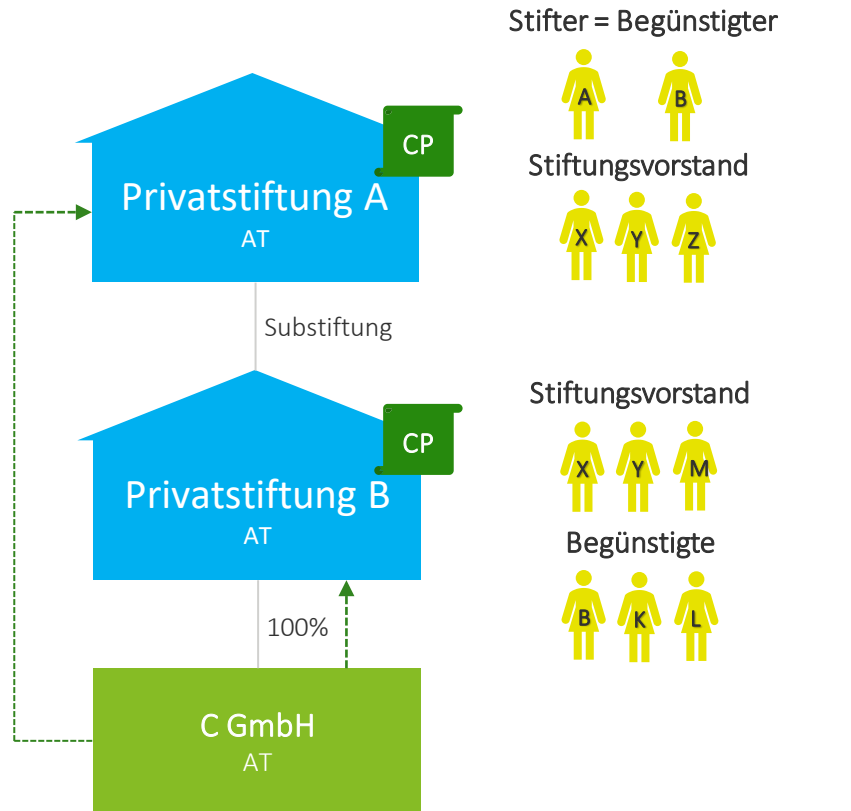 Stifter = Begünstigter
A B
CP
Stiftungsvorstand
Privatstiftung A
AT
X Y Z
Substiftung
Stiftungsvorstand
CP
X Y M
Privatstiftung B
AT
Begünstigte
B K L
100%
C GmbH
AT